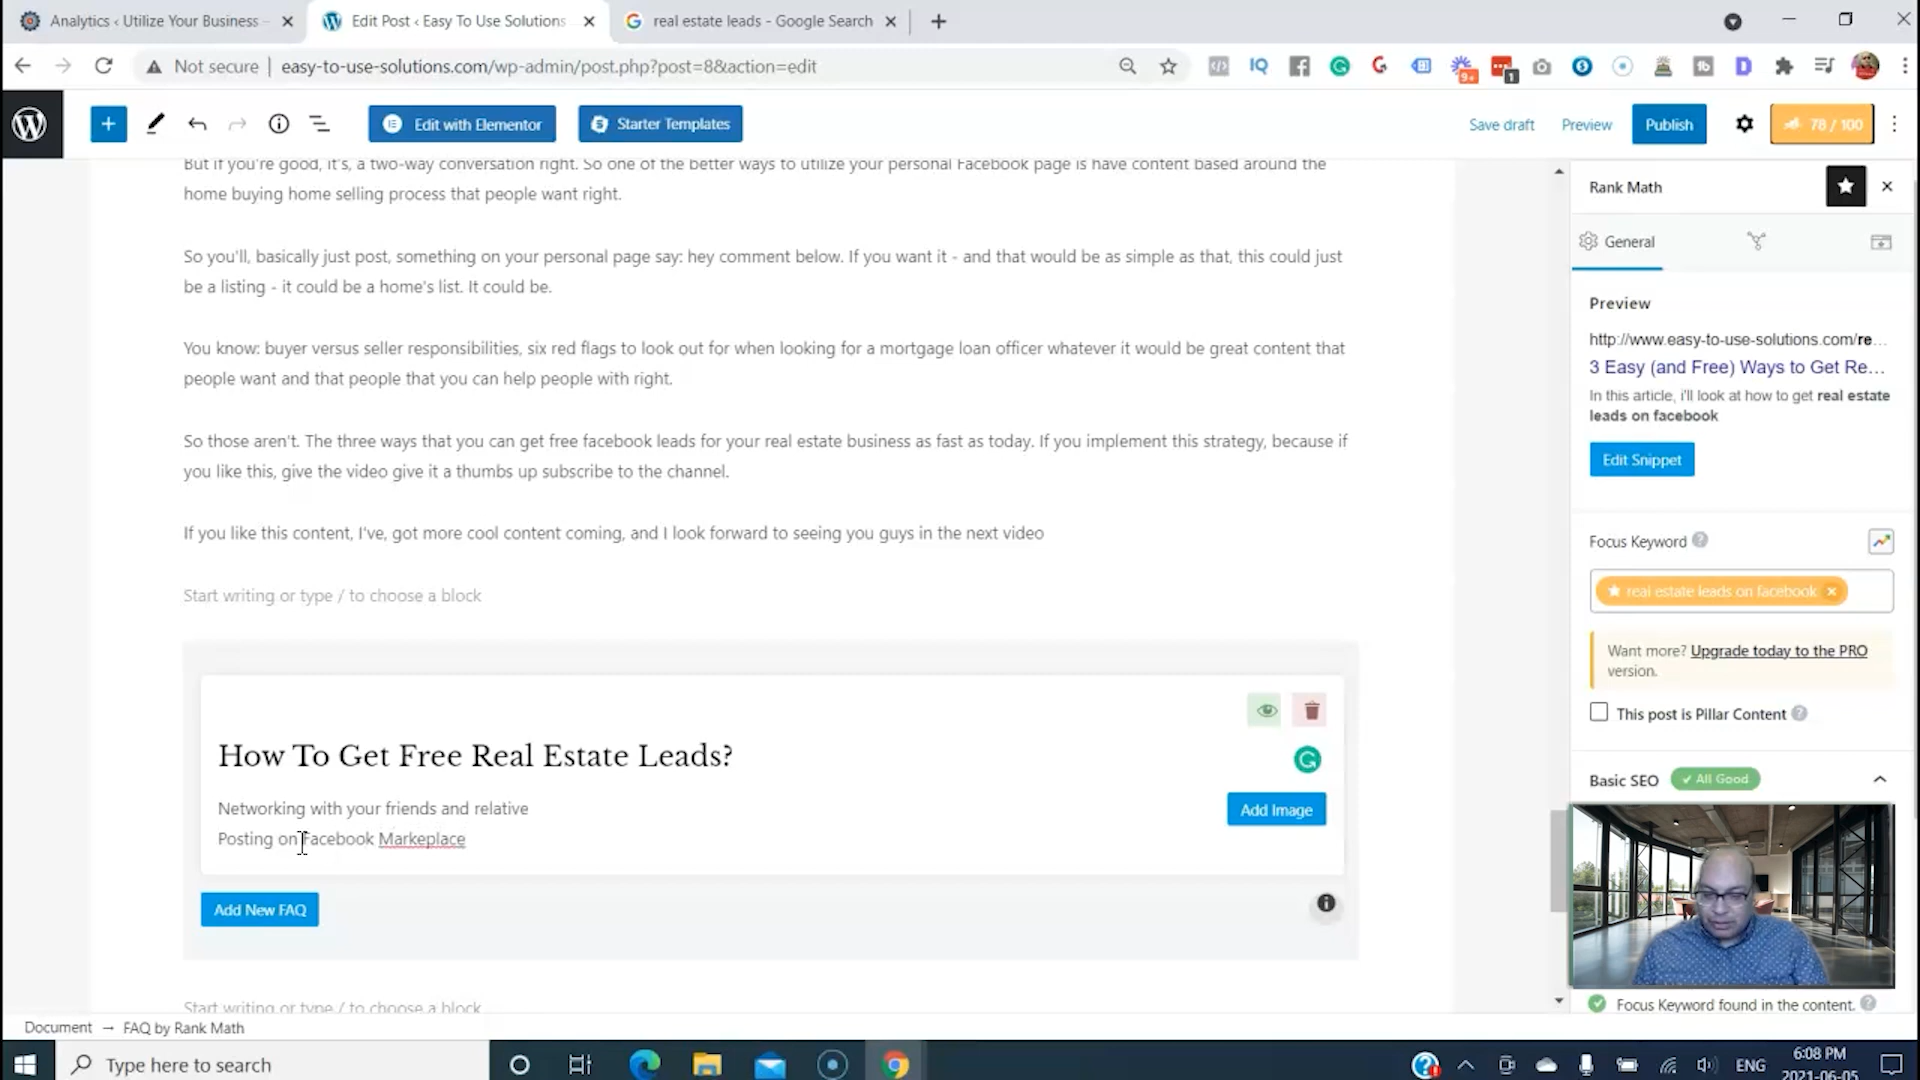 Analytics ‹ Utilize Your Business -
Edit Post ‹ Easy To Use Solutions
real estate leads - Google Search
Not secure | easy-to-use-solutions.com/wp-admin/post.php?post=8&action=edit
Edit with Elementor
Starter Templates
Save draft
Preview
Publish
78 / 100
But if you're good, it's, a two-way conversation right. So one of the better ways to utilize your personal Facebook page is have content based around the
home buying home selling process that people want right.
So you'll, basically just post, something on your personal page say: hey comment below. If you want it - and that would be as simple as that, this could just
be a listing - it could be a home's list. It could be.
You know: buyer versus seller responsibilities, six red flags to look out for when looking for a mortgage loan officer whatever it would be great content that
people want and that people that you can help people with right.
So those aren't. The three ways that you can get free facebook leads for your real estate business as fast as today. If you implement this strategy, because if
you like this, give the video give it a thumbs up subscribe to the channel.
If you like this content, I've, got more cool content coming, and I look forward to seeing you guys in the next video
Start writing or type / to choose a block
How To Get Free Real Estate Leads?
Networking with your friends and relative
Posting on Facebook Markeplace
Add Image
Add New FAQ
Start writing or type / to choose a block
Document → FAQ by Rank Math
Rank Math
General
Preview
http://www.easy-to-use-solutions.com/re...
3 Easy (and Free) Ways to Get Re...
In this article, i'll look at how to get real estate
leads on facebook
Edit Snippet
Focus Keyword
real estate leads on facebook
Want more? Upgrade today to the PRO
version.
This post is Pillar Content
Basic SEO
All Good
Focus Keyword found in the content.
Type here to search
ENG
6:08 PM
2021-06-05